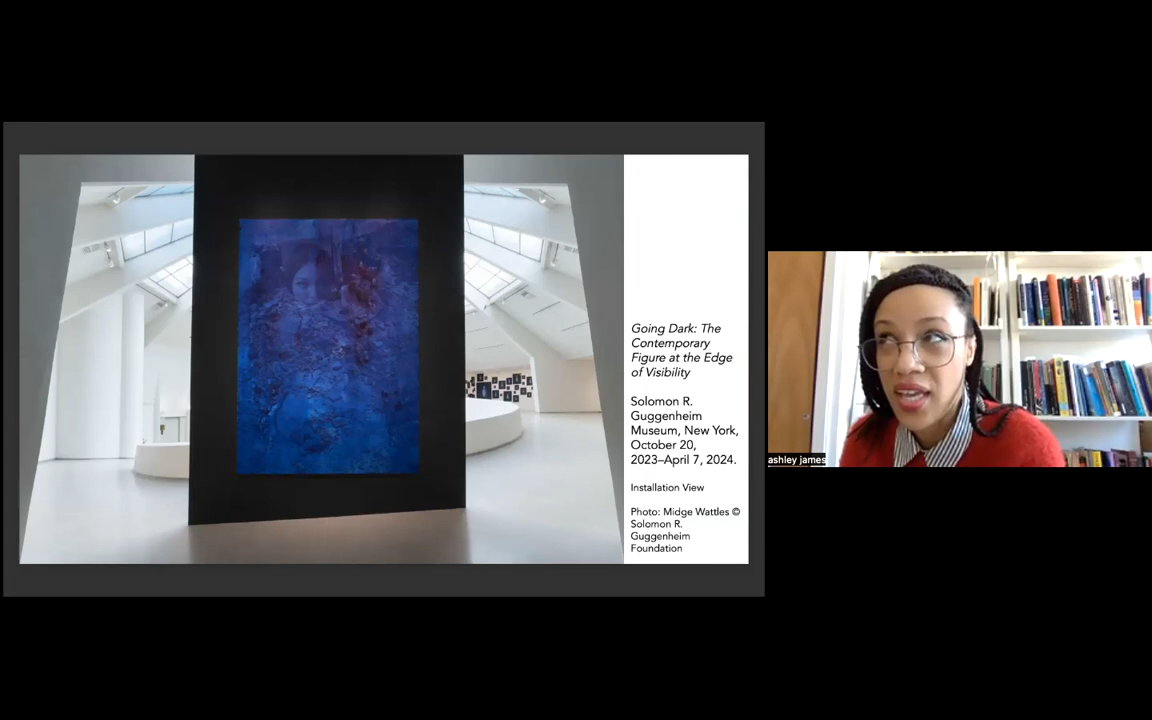 Going Dark: The
Contemporary
Figure at the Edge
of Visibility
Solomon R.
Guggenheim
Museum, New York,
October 20,
2023–April 7, 2024.
Installation View
Photo: Midge Wattles ©
Solomon R.
Guggenheim
Foundation
ashley james